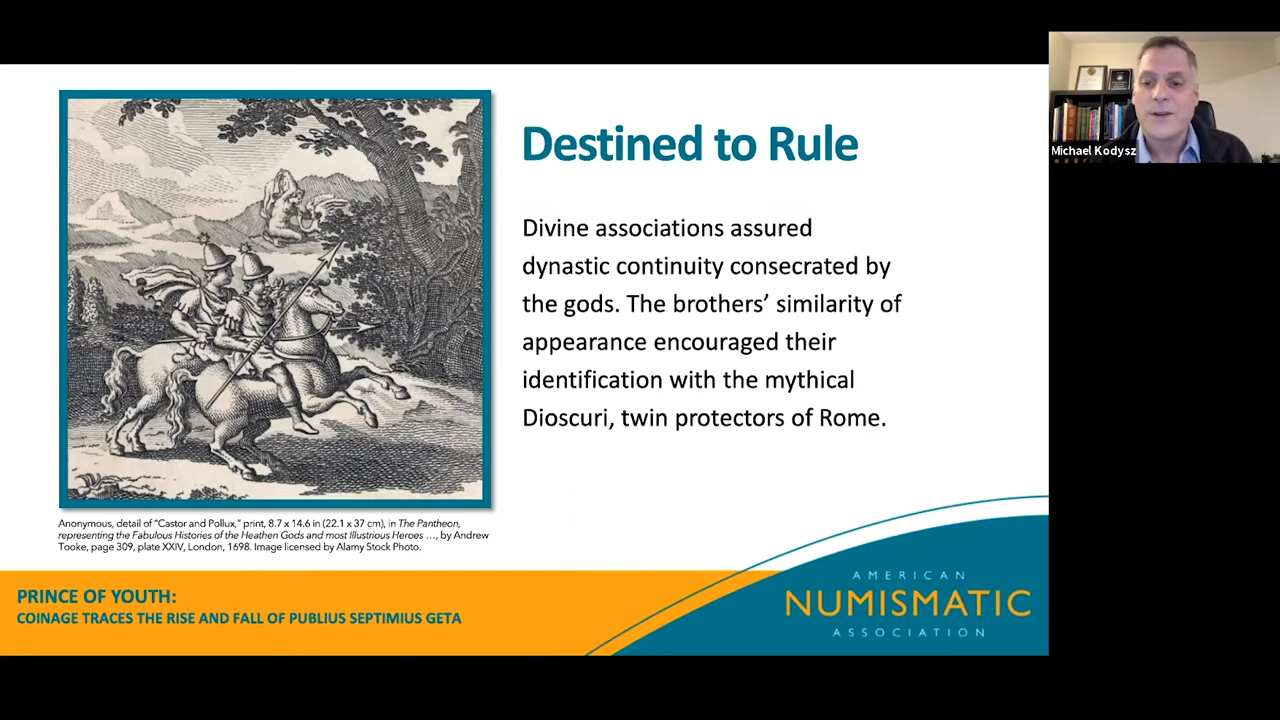 Destined to Rule
Divine associations assured
dynastic continuity consecrated by
the gods. The brothers’ similarity of
appearance encouraged their
identification with the mythical
Dioscuri, twin protectors of Rome.
Anonymous, detail of “Castor and Pollux,” print, 8.7 x 14.6 in (22.1 x 37 cm), in The Pantheon,
representing the Fabulous Histories of the Heathen Gods and most Illustrious Heroes …, by Andrew
Tooke, page 309, plate XXIV, London, 1698. Image licensed by Alamy Stock Photo.
PRINCE OF YOUTH:
COINAGE TRACES THE RISE AND FALL OF PUBLIUS SEPTIMIUS GETA
AMERICAN
NUMISMATIC
ASSOCIATION
Michael Kodysz